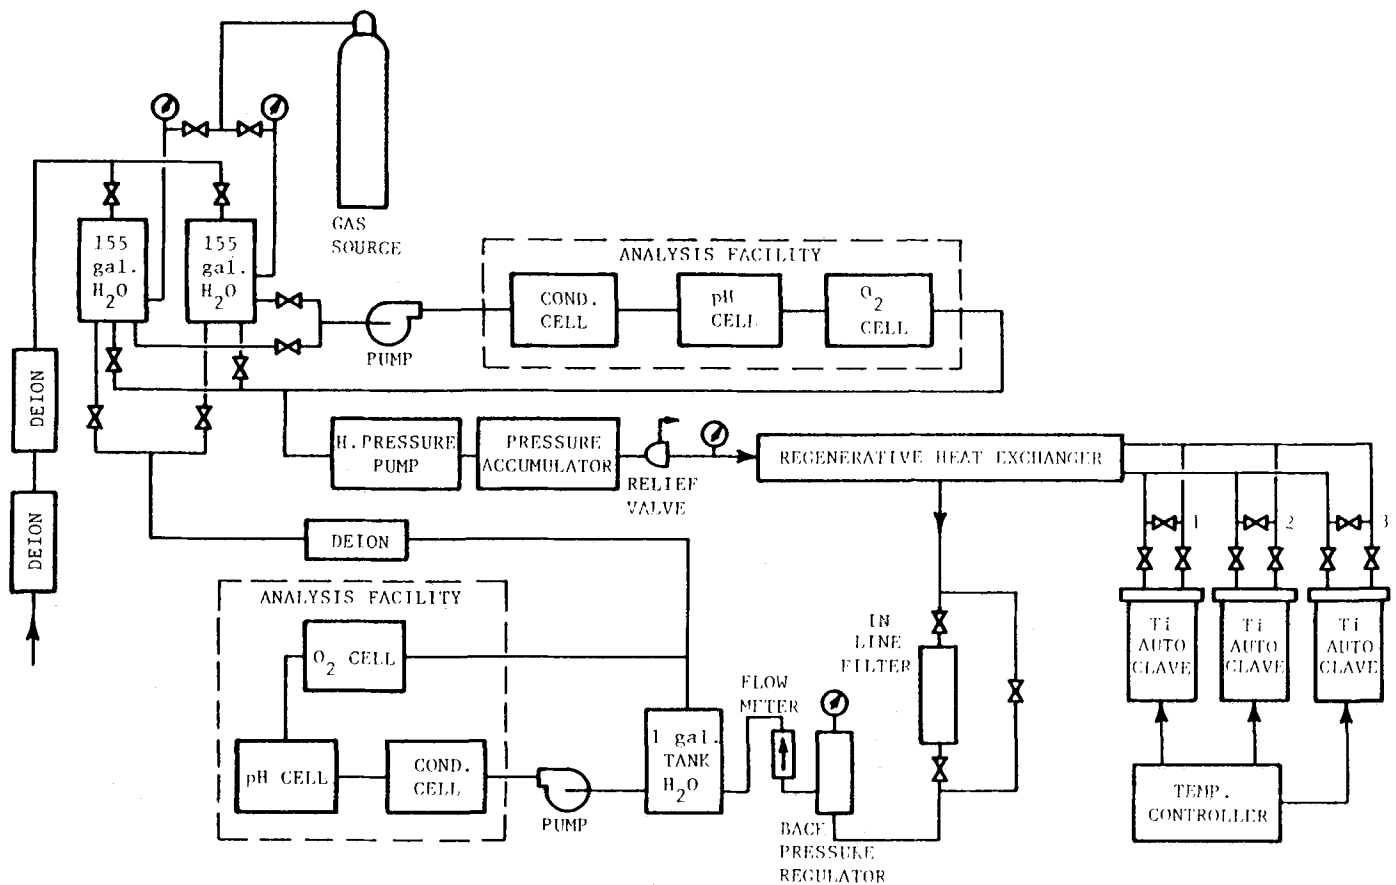 GAS
SOURCE
155
gal.
H2O
155
gal.
H2O
ANALYSIS FACILITY
COND.
CELL
pH
CELL
O2
CELL
PUMP
DEION
DEION
H. PRESSURE
PUMP
PRESSURE
ACCUMULATOR
RELIEF
VALVE
REGENERATIVE HEAT EXCHANGER
1
2
3
DEION
ANALYSIS FACILITY
O2 CELL
pH CELL
COND.
CELL
PUMP
1 gal.
TANK
H2O
FLOW
METER
IN
LINE
FILTER
BACK
PRESSURE
REGULATOR
Ti
AUTO
CLAVE
Ti
AUTO
CLAVE
Ti
AUTO
CLAVE
TEMP.
CONTROLLER